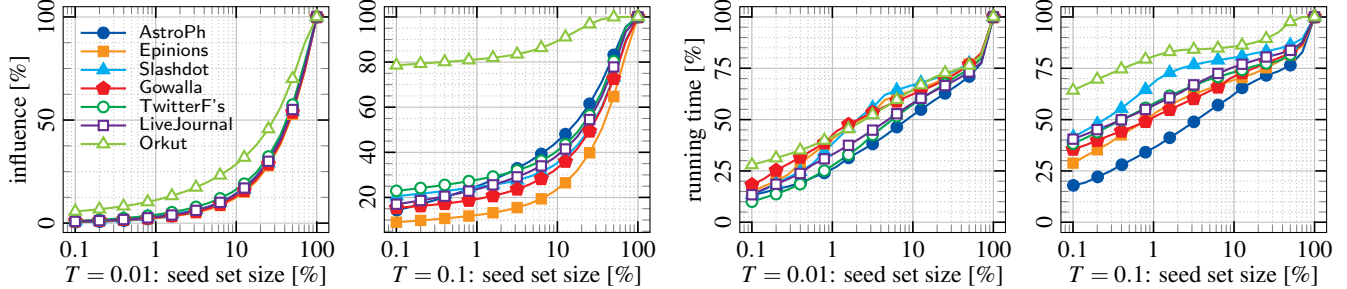 influence [%]
100
50
0
AstroPh
Epinions
Slashdot
Gowalla
TwitterF's
LiveJournal
Orkut
0.1 1 10 100
T = 0.01: seed set size [%]
100
80
60
40
20
0.1 1 10 100
T = 0.1: seed set size [%]
running time [%]
100
75
50
25
0
0.1 1 10 100
T = 0.01: seed set size [%]
100
75
50
25
0
0.1 1 10 100
T = 0.1: seed set size [%]